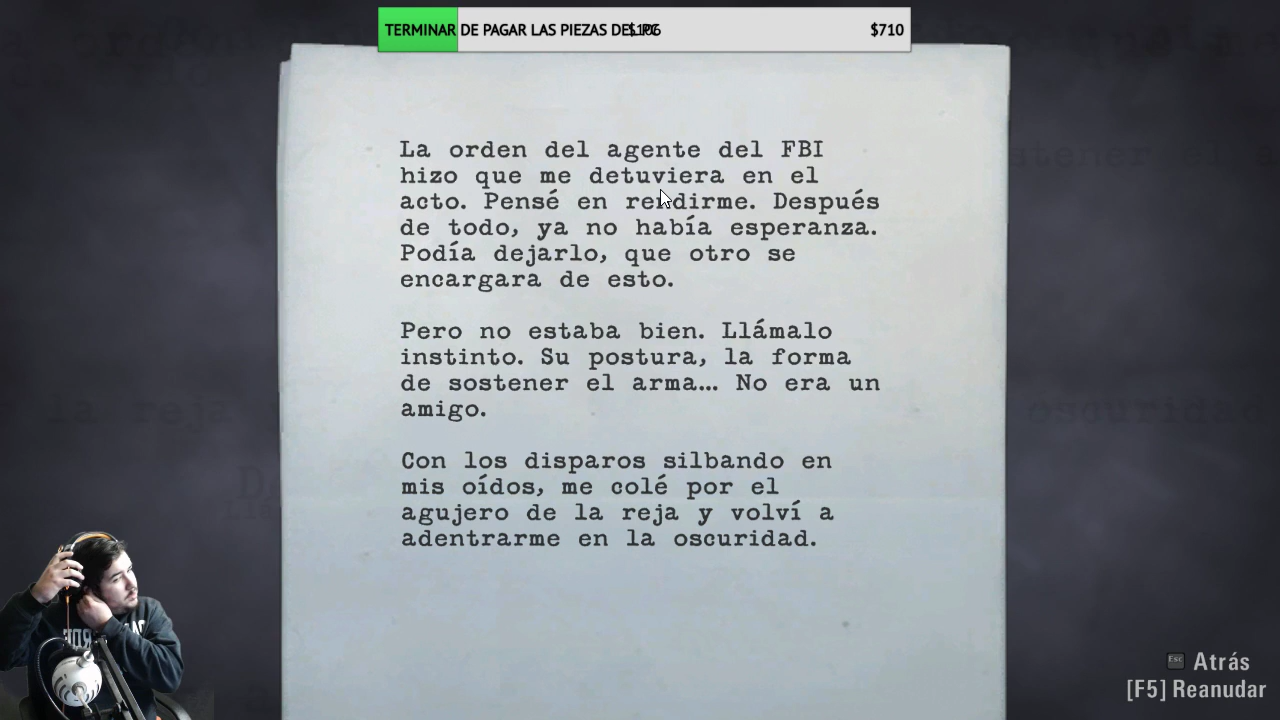 TERMINAR DE PAGAR LAS PIEZAS DEL PC $106 $710
La orden del agente del FBI
hizo que me detuviera en el
acto. Pensé en rendirme. Después
de todo, ya no había esperanza.
Podía dejarlo, que otro se
encargara de esto.
Pero no estaba bien. Llámalo
instinto. Su postura, la forma
de sostener el arma... No era un
amigo.
Con los disparos silbando en
mis oídos, me colé por el
agujero de la reja y volví a
adentrarme en la oscuridad.
Esc Atrás
[F5] Reanudar